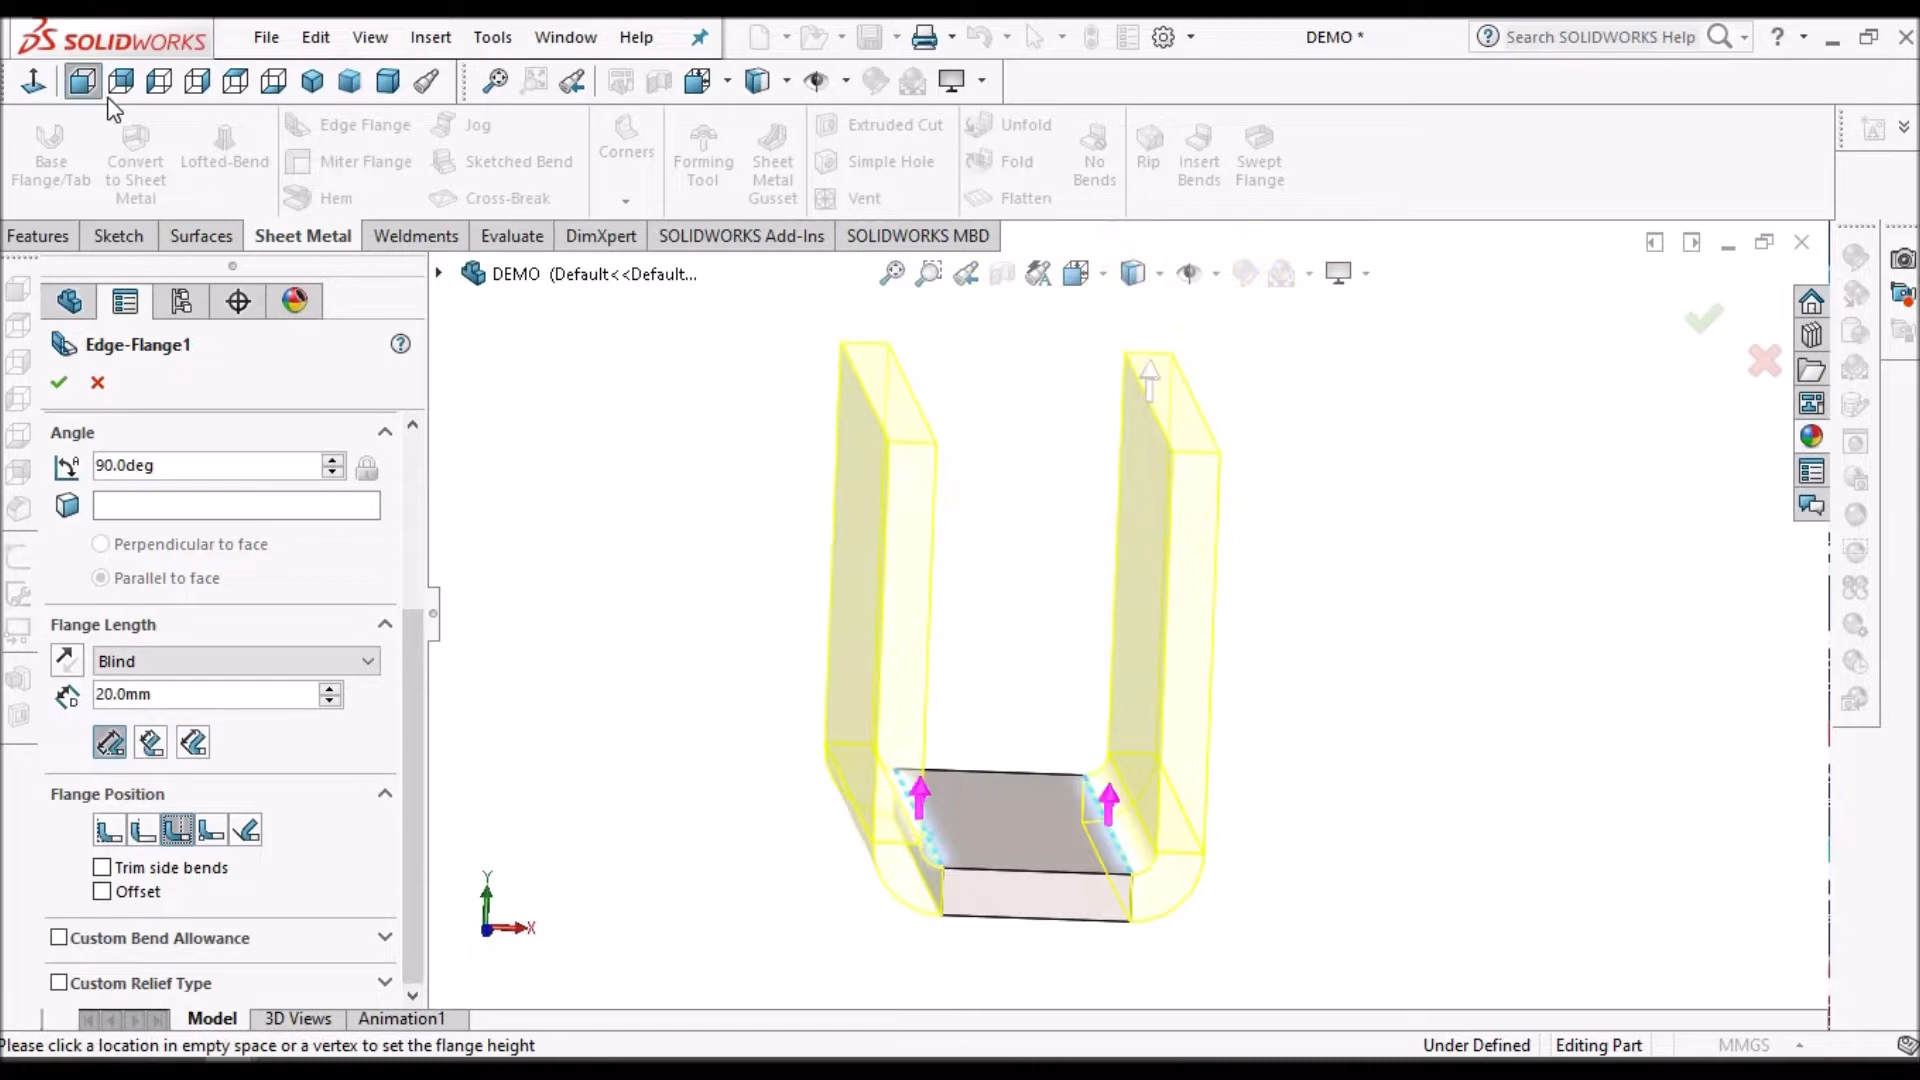 SOLIDWORKS
File Edit View Insert Tools Window Help
DEMO *
Search SOLIDWORKS Help
?
Base Flange/Tab
Convert to Sheet Metal
Lofted-Bend
Edge Flange
Miter Flange
Hem
Jog
Sketched Bend
Cross-Break
Corners
Forming Tool
Sheet Metal Gusset
Extruded Cut
Simple Hole
Vent
Unfold
Fold
Flatten
No Bends
Rip
Insert Bends
Swept Flange
Features Sketch Surfaces Sheet Metal Weldments Evaluate DimXpert SOLIDWORKS Add-Ins SOLIDWORKS MBD
DEMO (Default<<Default...
Edge-Flange1
Angle
90.0deg
Perpendicular to face
Parallel to face
Flange Length
Blind
20.0mm
Flange Position
Trim side bends
Offset
Custom Bend Allowance
Custom Relief Type
Y
X
Model 3D Views Animation1
Please click a location in empty space or a vertex to set the flange height
Under Defined Editing Part MMGS